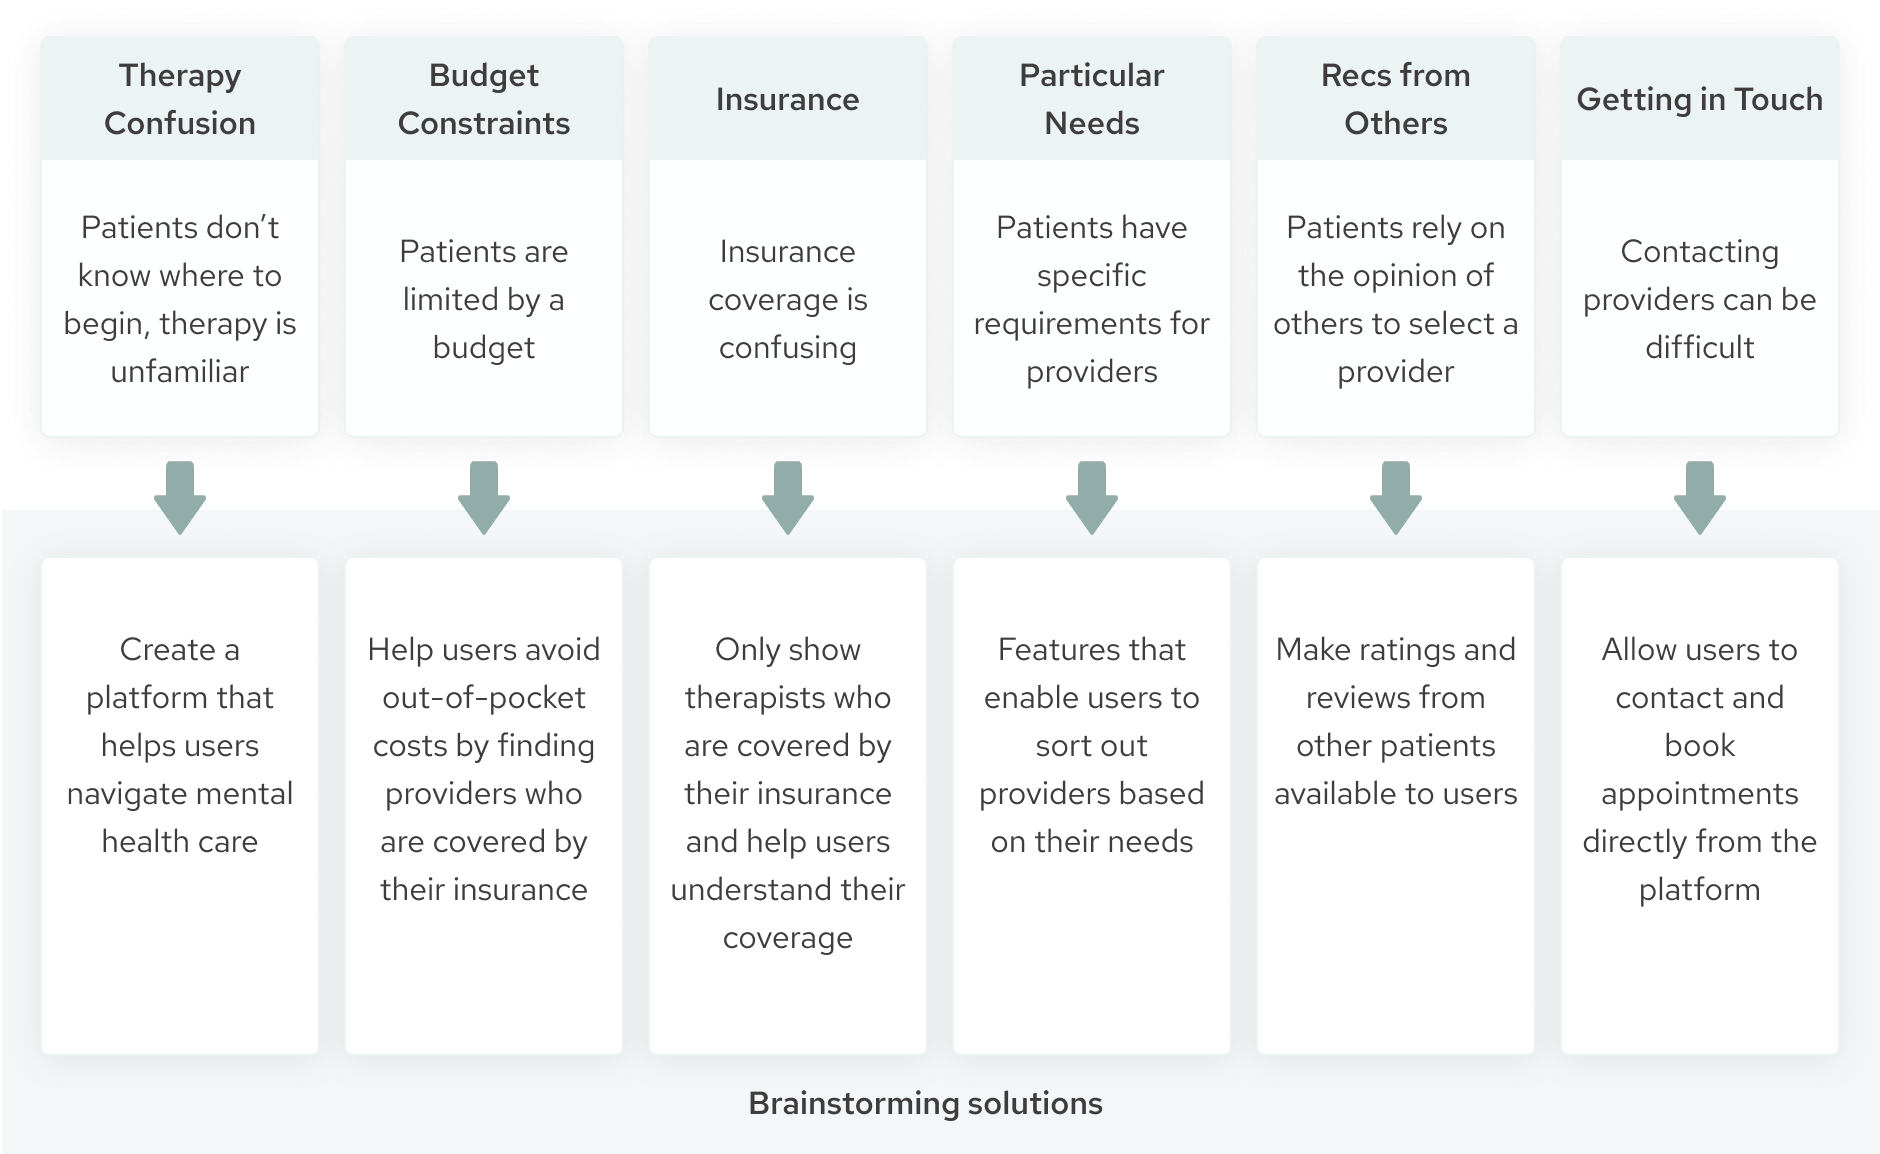 Therapy
Confusion
Patients don’t
know where to
begin, therapy is
unfamiliar
Budget
Constraints
Patients are
limited by a
budget
Insurance
Insurance
coverage is
confusing
Particular
Needs
Patients have
specific
requirements for
providers
Recs from
Others
Patients rely on
the opinion of
others to select a
provider
Getting in Touch
Contacting
providers can be
difficult
Create a
platform that
helps users
navigate mental
health care
Help users avoid
out-of-pocket
costs by finding
providers who
are covered by
their insurance
Only show
therapists who
are covered by
their insurance
and help users
understand their
coverage
Features that
enable users to
sort out
providers based
on their needs
Make ratings and
reviews from
other patients
available to users
Allow users to
contact and
book
appointments
directly from the
platform
Brainstorming solutions